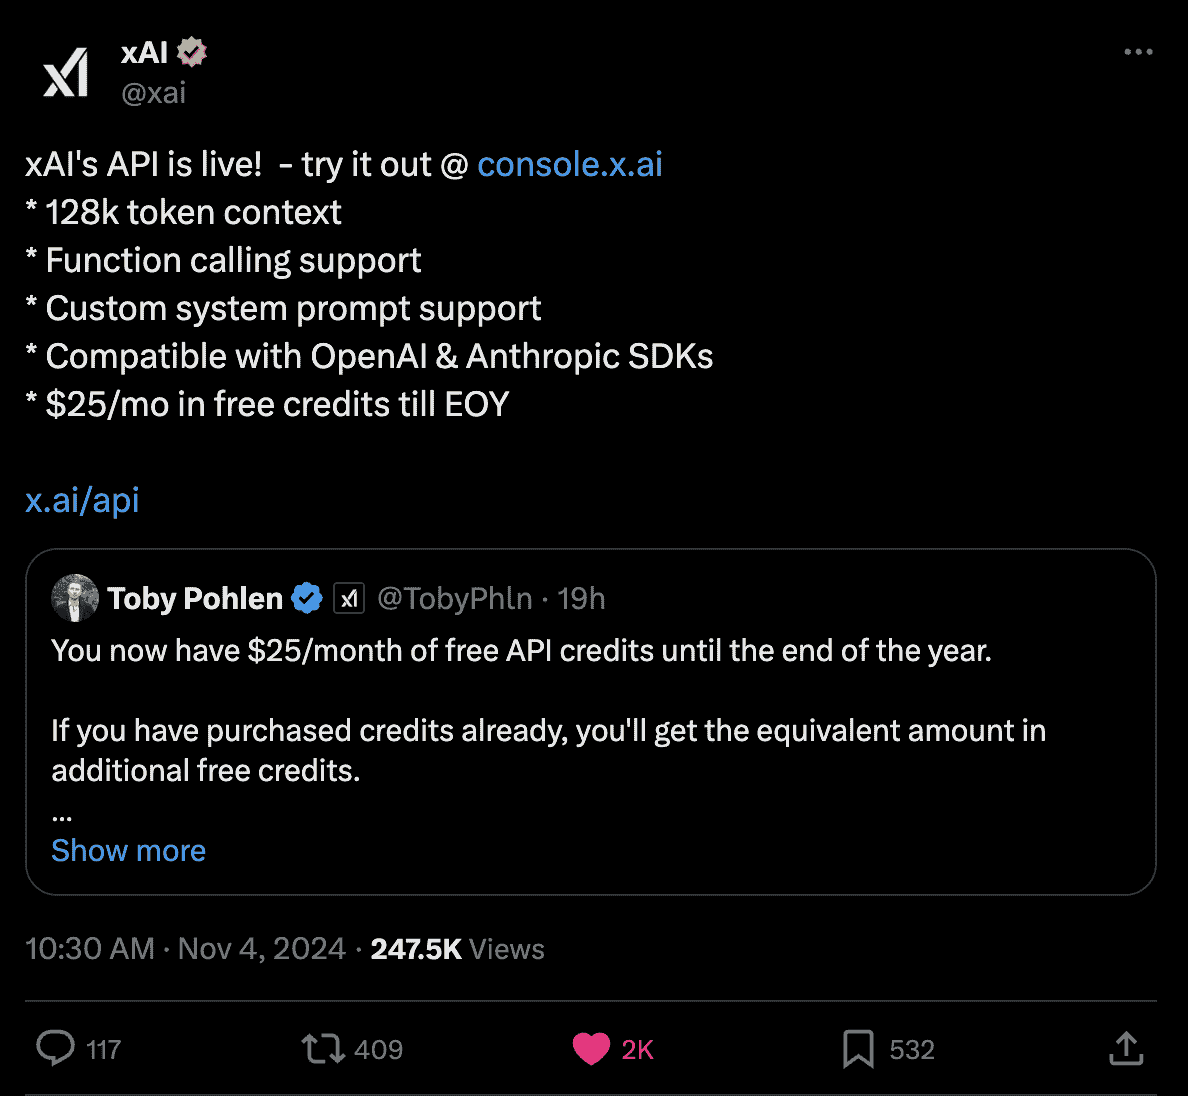 xAI
@xai
xAI's API is live!  - try it out @ console.x.ai
* 128k token context
* Function calling support
* Custom system prompt support
* Compatible with OpenAI & Anthropic SDKs
* $25/mo in free credits till EOY
x.ai/api
Toby Pohlen @TobyPhln · 19h
You now have $25/month of free API credits until the end of the year.
If you have purchased credits already, you'll get the equivalent amount in
additional free credits.
...
Show more
10:30 AM · Nov 4, 2024 · 247.5K Views
117 409 2K 532